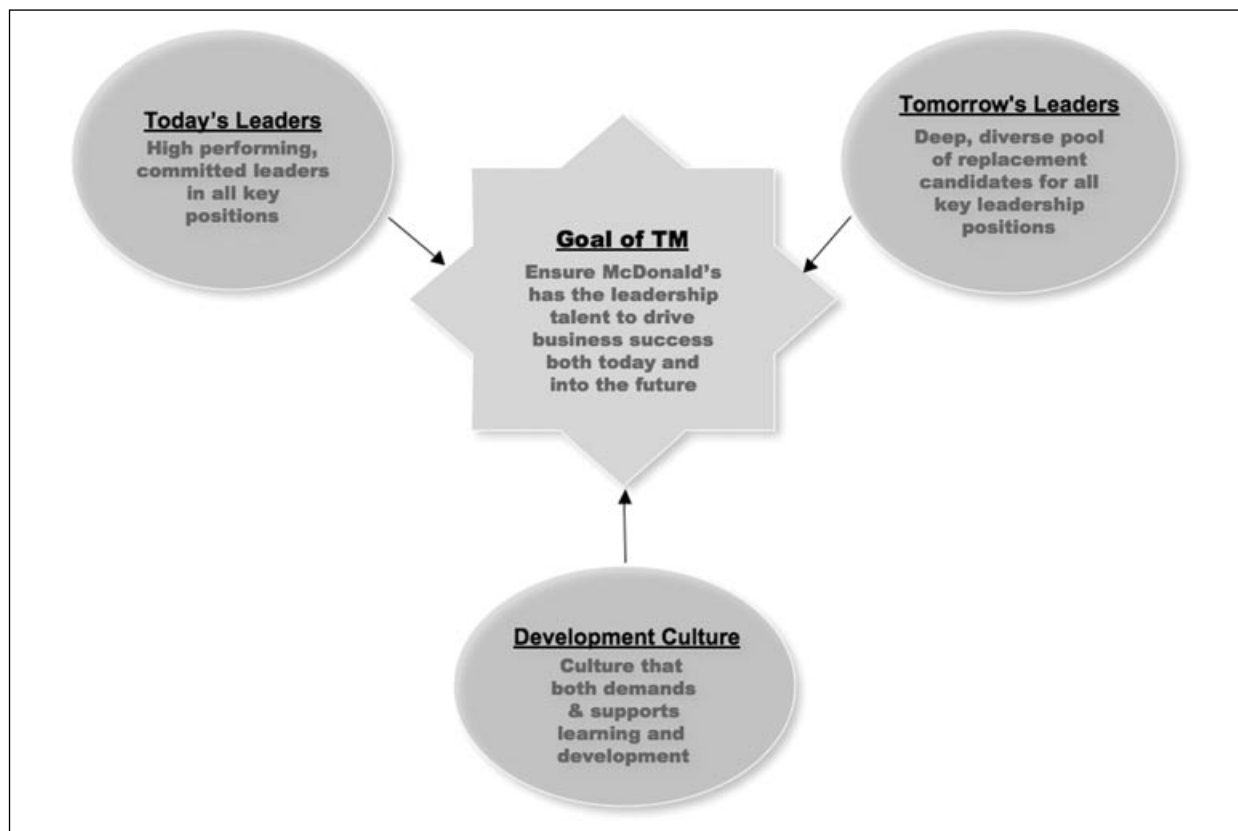 Today's Leaders
High performing,
committed leaders
in all key
positions
Tomorrow's Leaders
Deep, diverse pool
of replacement
candidates for all
key leadership
positions
Goal of TM
Ensure McDonald's
has the leadership
talent to drive
business success
both today and
into the future
Development Culture
Culture that
both demands
& supports
learning and
development